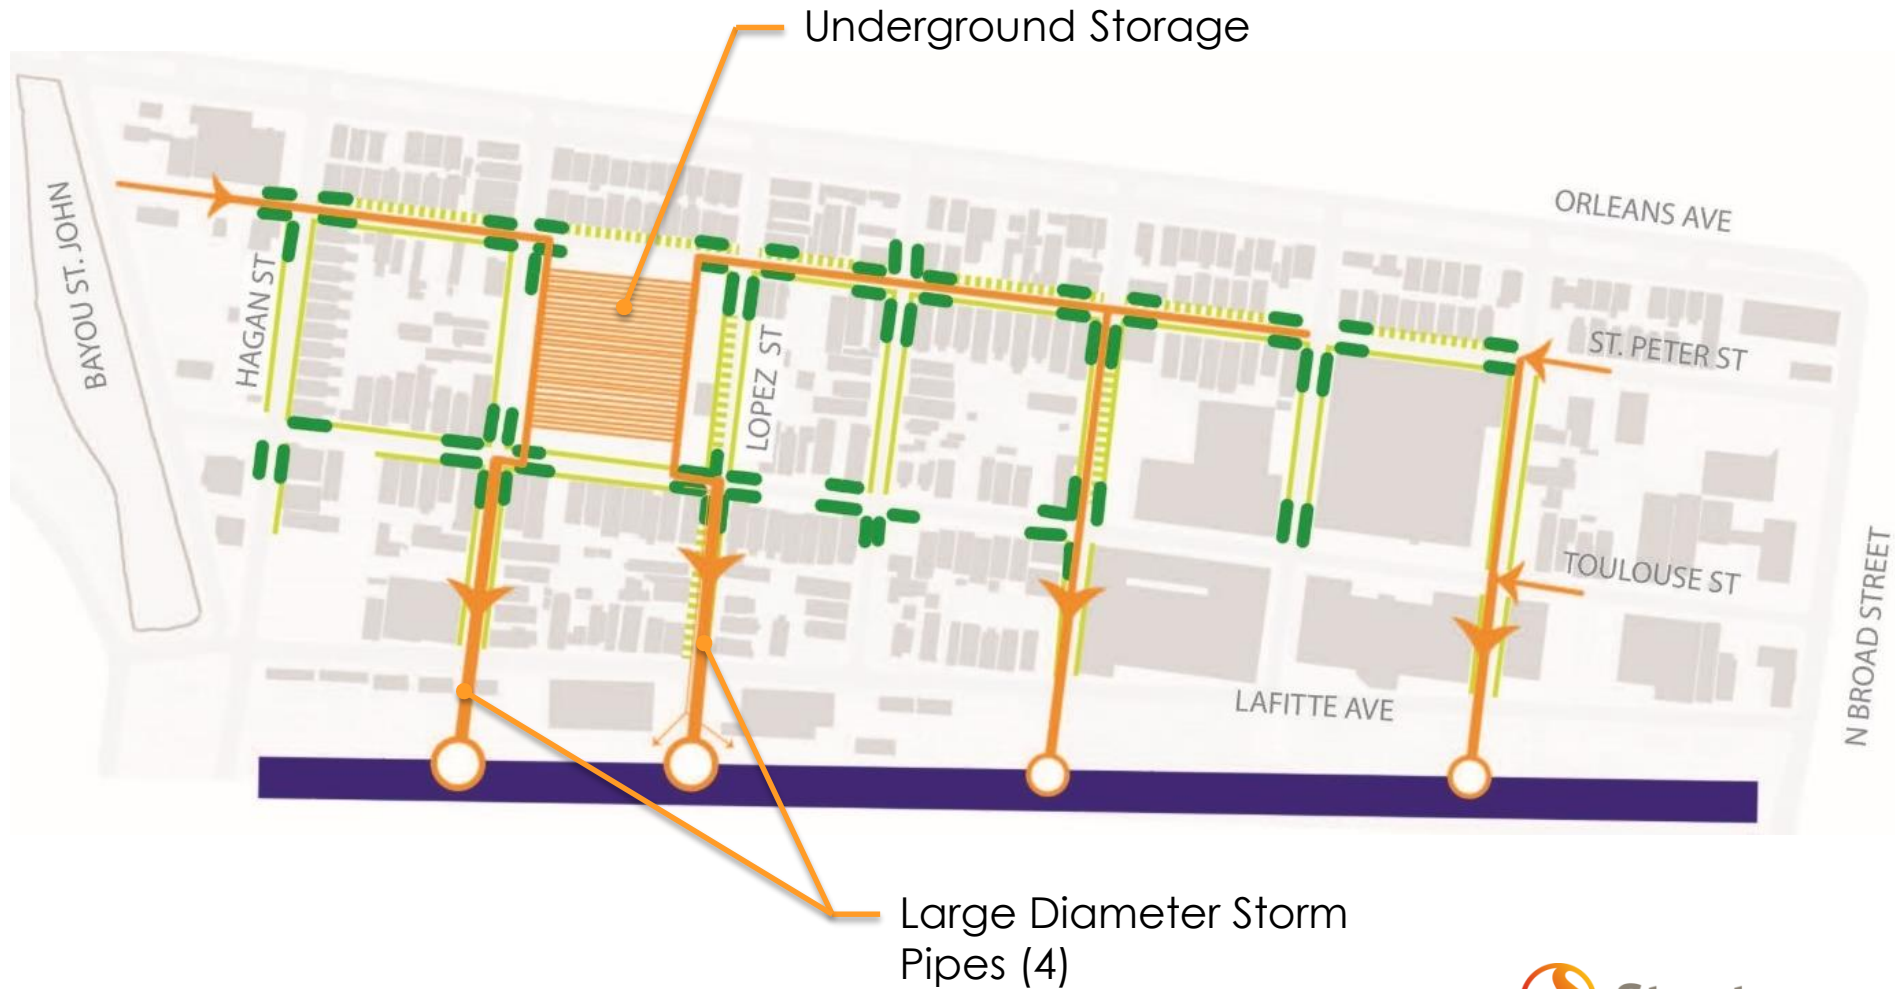 Underground Storage
ORLEANS AVE
BAYOU ST. JOHN
HAGAN ST
LOPEZ ST
ST. PETER ST
TOULOUSE ST
N BROAD STREET
LAFITTE AVE
Large Diameter Storm
Pipes (4)